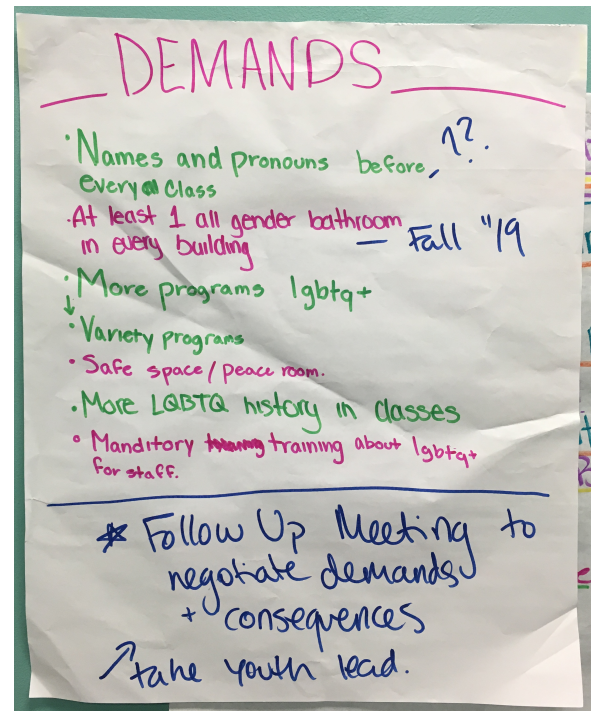 DEMANDS
· Names and pronouns before, ??.
every class
· At least 1 all gender bathroom
in every building — Fall "19
· More programs lgbtq+
↓
· Variety programs
· Safe space/peace room.
· More LGBTQ history in classes
· Manditory training about lgbtq+
for staff.
* Follow Up Meeting to
negotiate demands
+ consequences
↗ take youth lead.